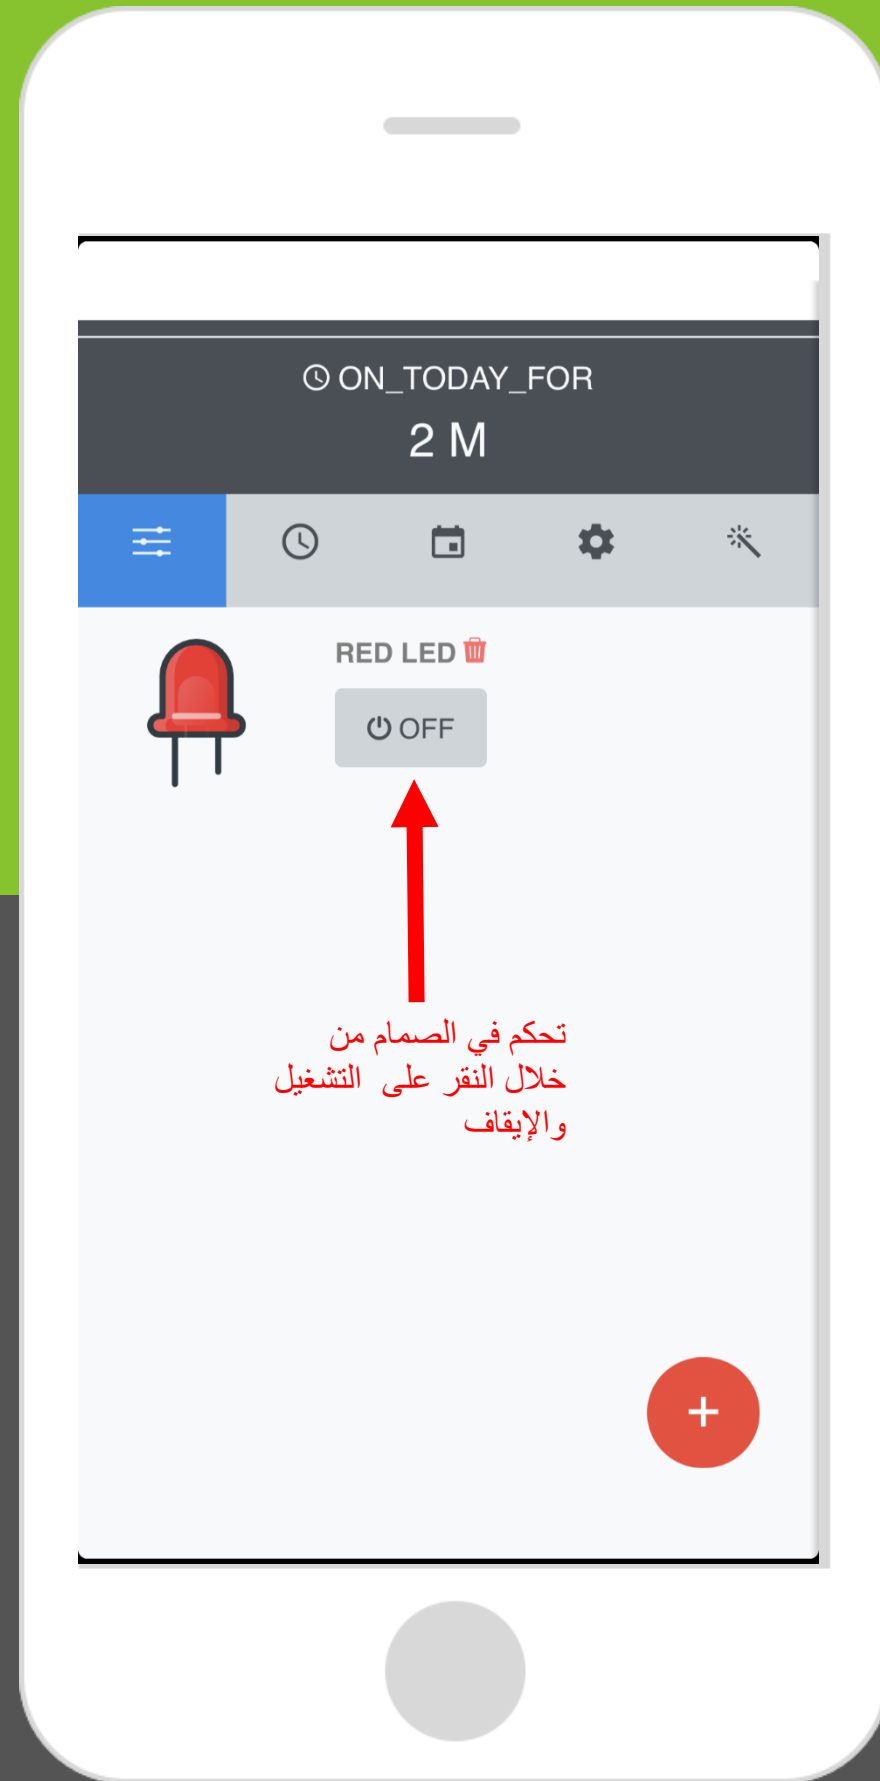 ON_TODAY_FOR
2 M
RED LED
OFF
تحكم في الصمام من
خلال النقر على التشغيل
والإيقاف
+